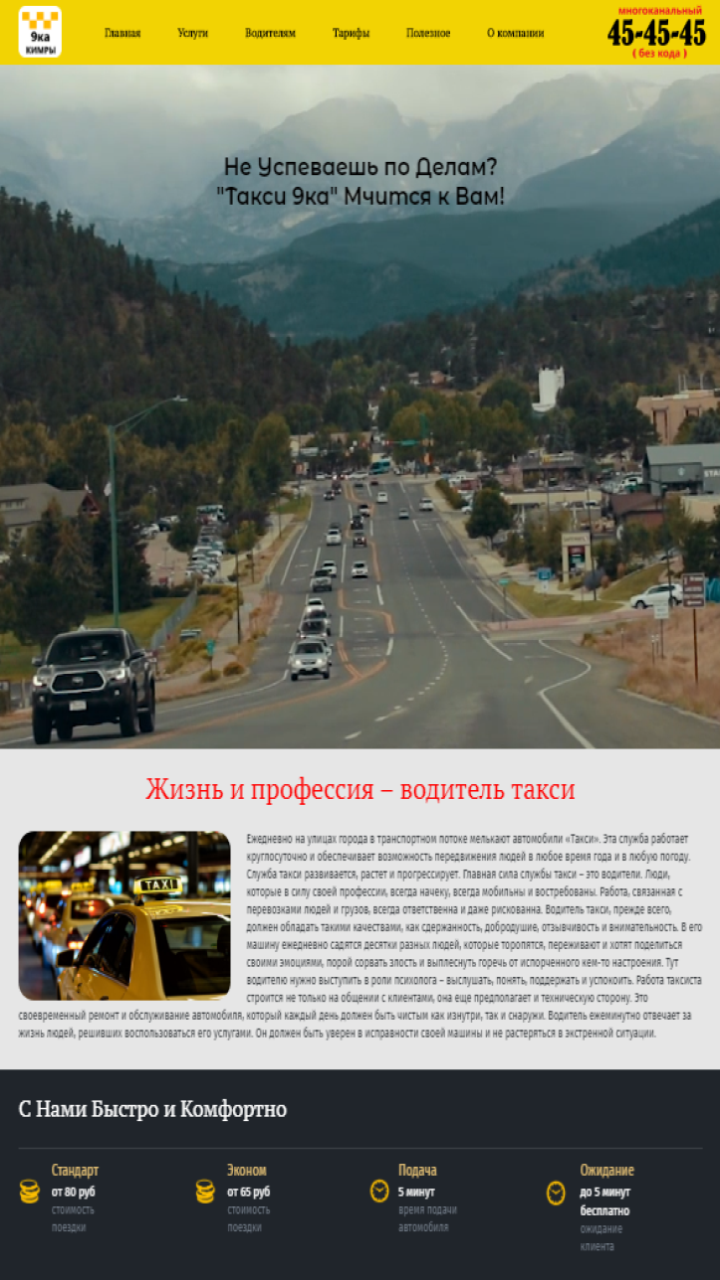 9ка
КИМРЫ
Главная
Услуги
Водителям
Тарифы
Полезное
О компании
многоканальный
45-45-45
( без кода )
Не Успеваешь по Делам?
"Такси 9ка" Мчится к Вам!
TAXI
Жизнь и профессия – водитель такси
Ежедневно на улицах города в транспортном потоке мелькают автомобили «Такси». Эта служба работает
круглосуточно и обеспечивает возможность передвижения людей в любое время года и в любую погоду.
Служба такси развивается, растет и прогрессирует. Главная сила службы такси – это водители. Люди,
которые в силу своей профессии, всегда начеку, всегда мобильны и востребованы. Работа, связанная с
перевозками людей и грузов, всегда ответственна и даже рискованна. Водитель такси, прежде всего,
должен обладать такими качествами, как сдержанность, добродушие, отзывчивость и внимательность. В его
машину ежедневно садятся десятки разных людей, которые торопятся, переживают и хотят поделиться
своими эмоциями, порой сорвать злость и выплеснуть горечь от испорченного кем-то настроения. Тут
водителю нужно выступить в роли психолога – выслушать, понять, поддержать и успокоить. Работа таксиста
строится не только на общении с клиентами, она еще предполагает и техническую сторону. Это
своевременный ремонт и обслуживание автомобиля, который каждый день должен быть чистым как изнутри, так и снаружи. Водитель ежеминутно отвечает за
жизнь людей, решивших воспользоваться его услугами. Он должен быть уверен в исправности своей машины и не растеряться в экстренной ситуации.
С Нами Быстро и Комфортно
Стандарт
от 80 руб
стоимость
поездки
Эконом
от 65 руб
стоимость
поездки
Подача
5 минут
время подачи
автомобиля
Ожидание
до 5 минут
бесплатно
ожидание
клиента